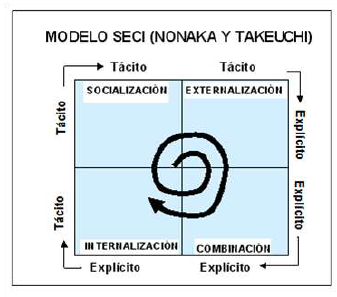 MODELO SECI (NONAKA Y TAKEUCHI)
Tácito
Tácito
SOCIALIZACIÓN
EXTERNALIZACIÓN
Tácito
Explícito
Tácito
Explícito
INTERNALIZACIÓN
COMBINACIÓN
Explícito
Explícito